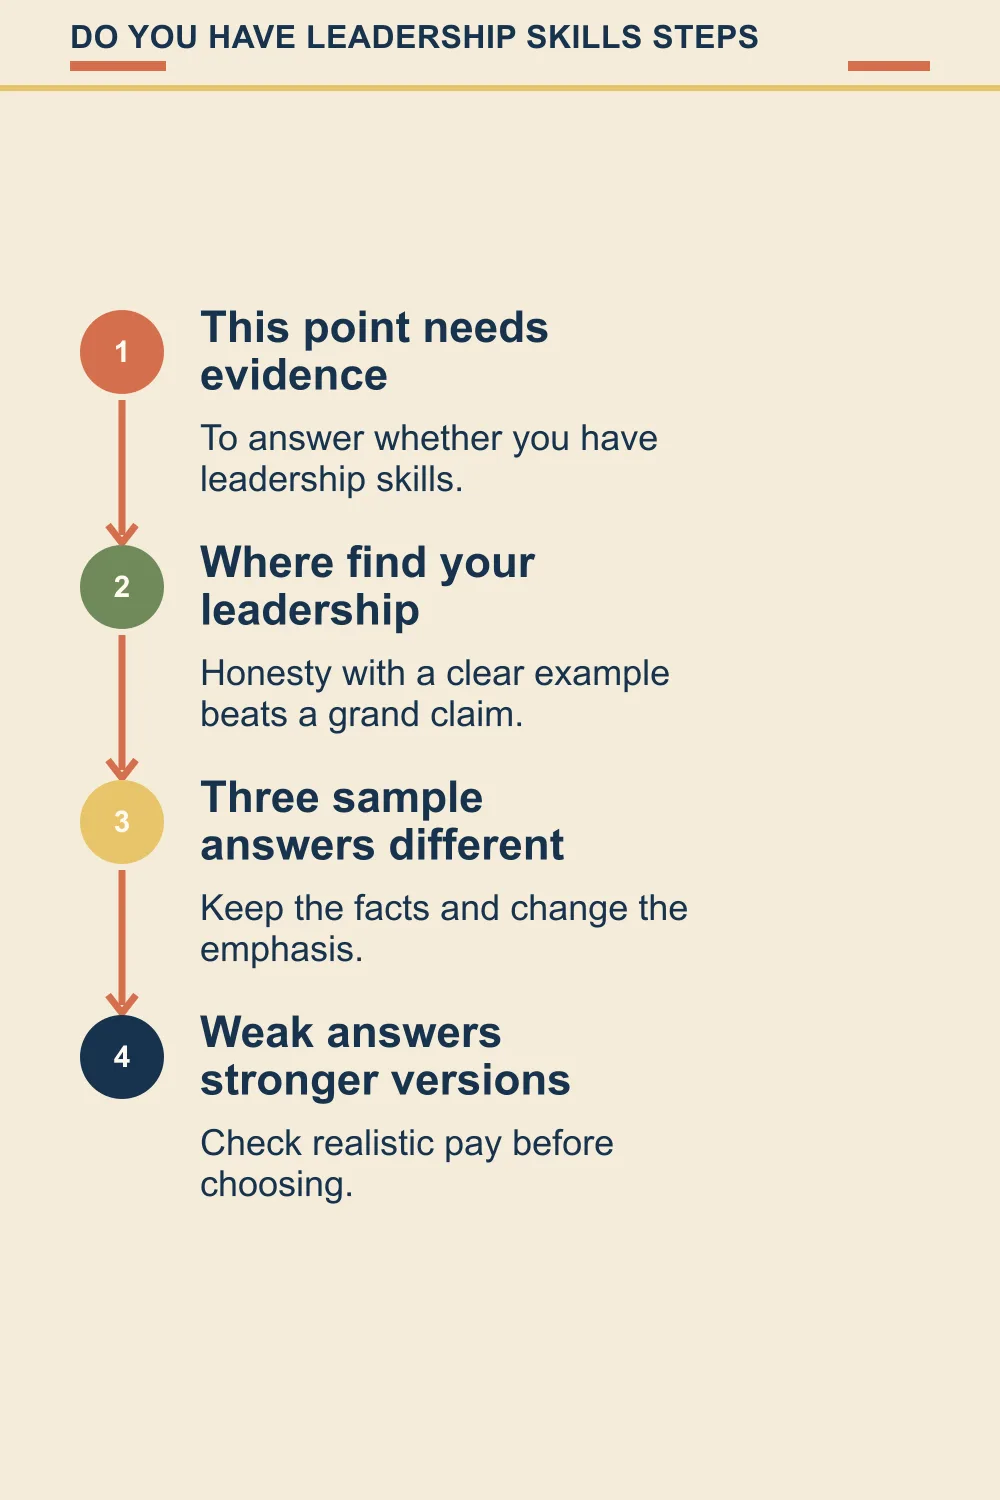 DO YOU HAVE LEADERSHIP SKILLS STEPS
1
This point needs
evidence
To answer whether you have
leadership skills.
2
Where find your
leadership
Honesty with a clear example
beats a grand claim.
3
Three sample
answers different
Keep the facts and change the
emphasis.
4
Weak answers
stronger versions
Check realistic pay before
choosing.